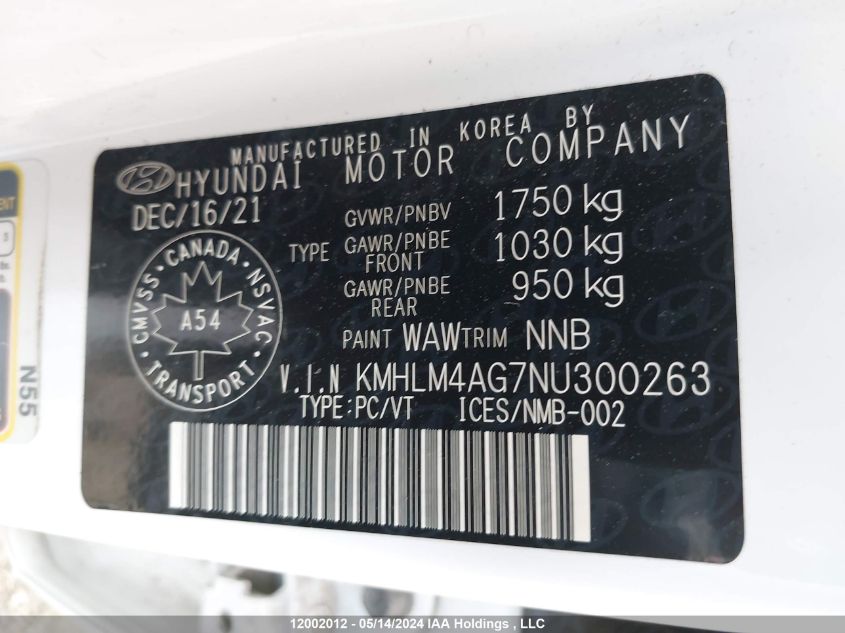 MANUFACTURED IN KOREA BY
HYUNDAI MOTOR COMPANY
DEC/16/21
GVWR/PNBV 1750 kg
TYPE GAWR/PNBE FRONT 1030 kg
GAWR/PNBE REAR 950 kg
CMVSS CANADA NSVAC
A54
TRANSPORT
PAINT WAW TRIM NNB
V.I.N KMHLM4AG7NU300263
TYPE:PC/VT ICES/NMB-002
N55
12002012 - 05/14/2024 IAA Holdings , LLC